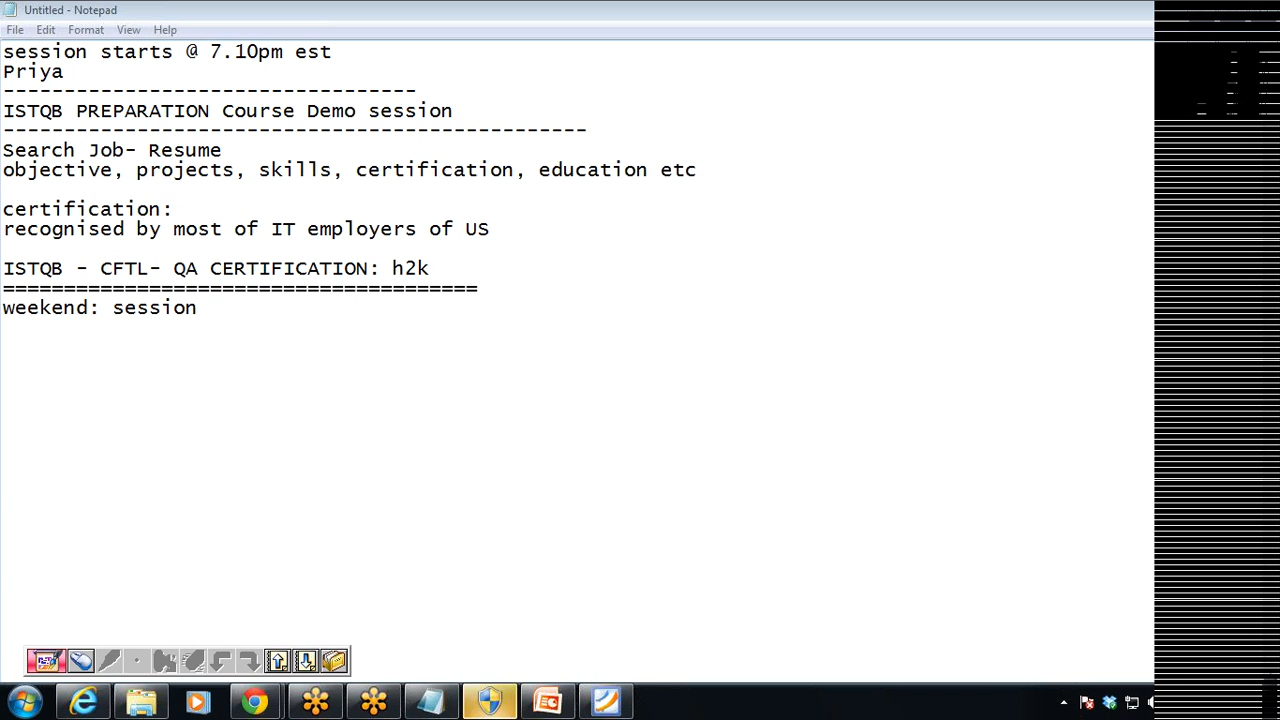 Untitled - Notepad
File Edit Format View Help
session starts @ 7.10pm est
Priya
----------------------------------
ISTQB PREPARATION Course Demo session
------------------------------------------------
Search Job- Resume
objective, projects, skills, certification, education etc
certification:
recognised by most of IT employers of US
ISTQB - CFTL- QA CERTIFICATION: h2k
=======================================
weekend: session